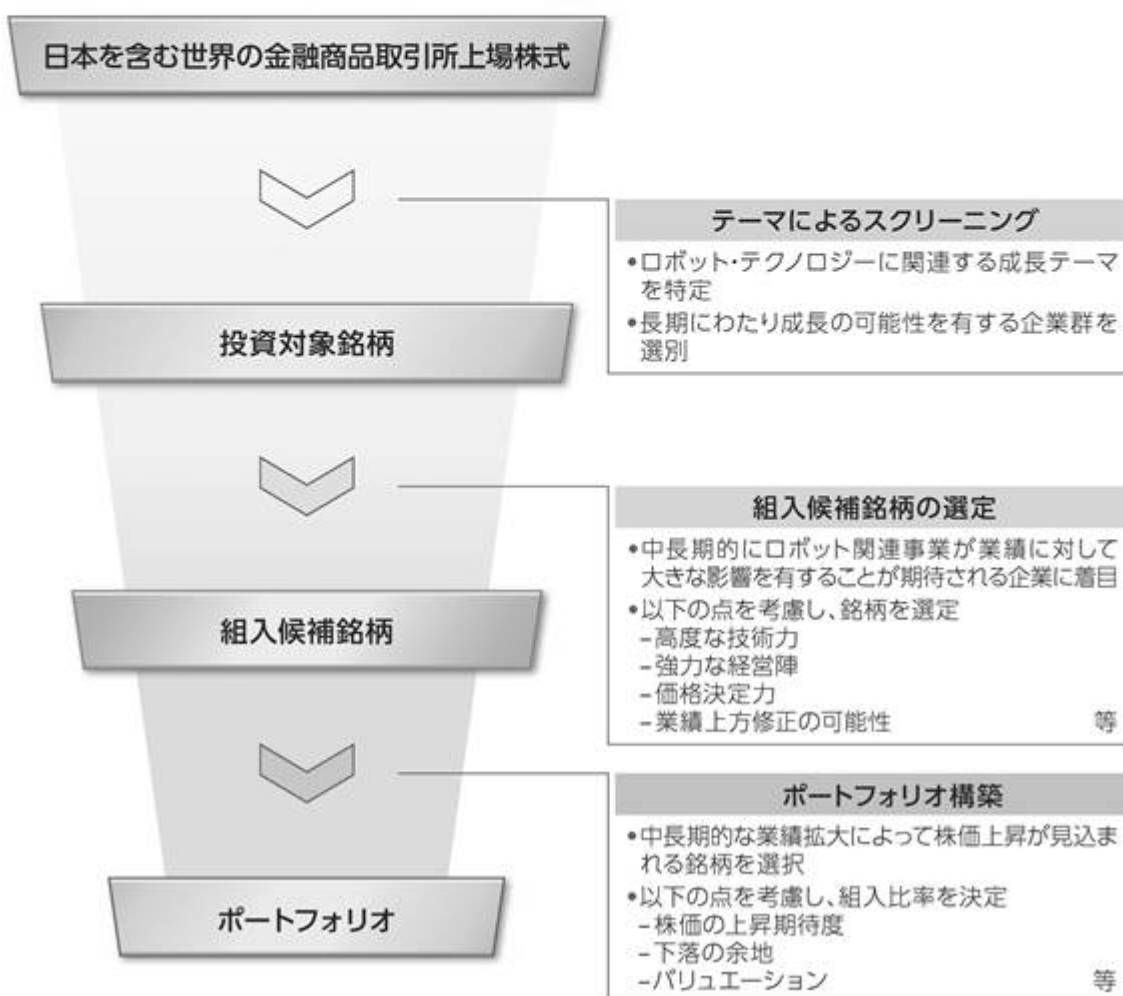 日本を含む世界の金融商品取引所上場株式
テーマによるスクリーニング
•ロボット・テクノロジーに関連する成長テーマ
を特定
•長期にわたり成長の可能性を有する企業群を
選別
投資対象銘柄
組入候補銘柄の選定
•中長期的にロボット関連事業が業績に対して
大きな影響を有することが期待される企業に着目
•以下の点を考慮し、銘柄を選定
–高度な技術力
–強力な経営陣
–価格決定力
–業績上方修正の可能性 等
組入候補銘柄
ポートフォリオ構築
•中長期的な業績拡大によって株価上昇が見込ま
れる銘柄を選択
•以下の点を考慮し、組入比率を決定
–株価の上昇期待度
–下落の余地
–バリュエーション 等
ポートフォリオ